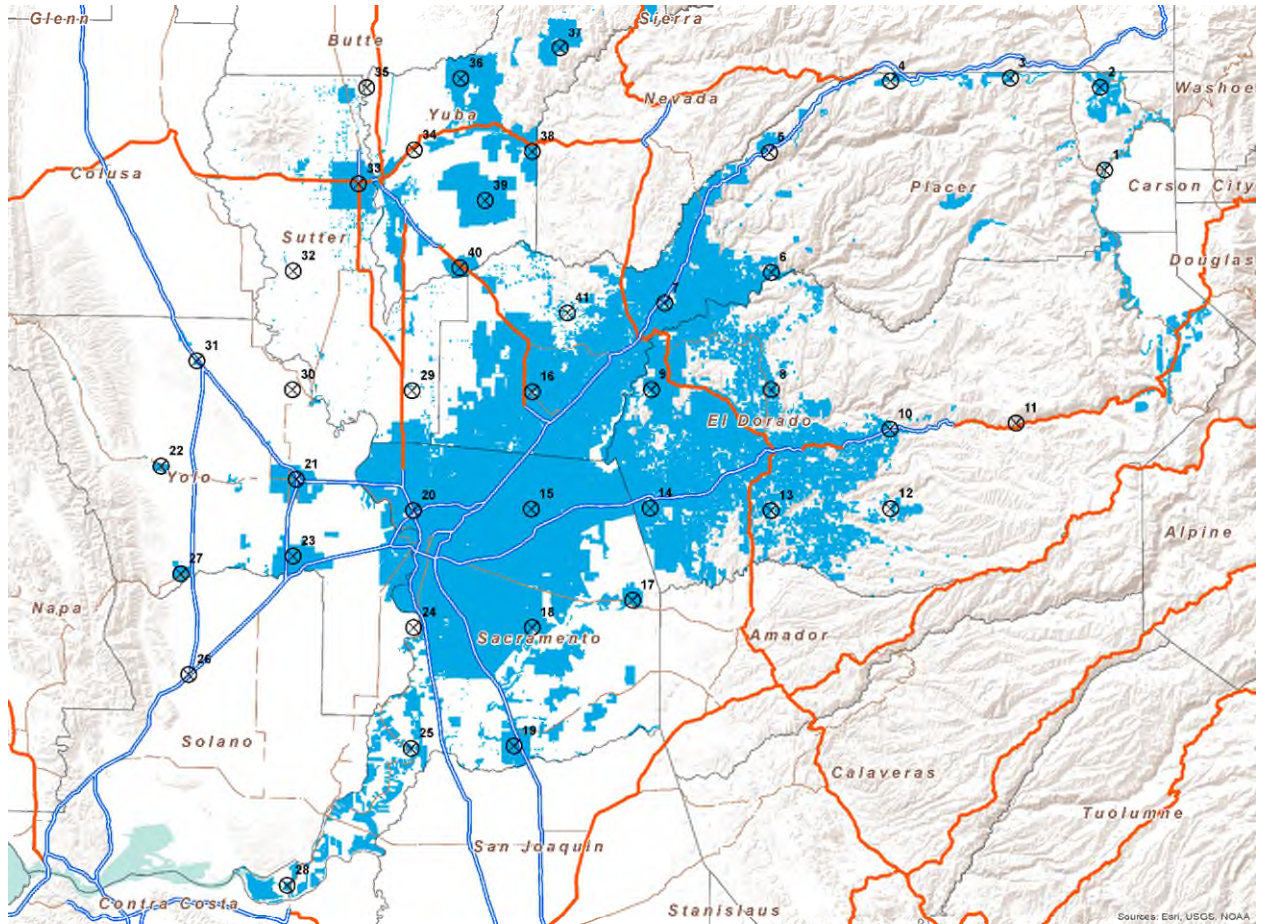 Glenn
Sierra
37
Butte
36
4
3
35
2
Washoe
Nevada
Yuba
34
38
5
1
Colusa
33
Placer
Carson City
39
Sutter
40
6
32
Douglas
7
41
31
30
29
16
9
8
El Dorado
10
11
22
Yolo
21
20
15
14
13
12
Alpine
23
27
Napa
17
24
18
Sacramento
Amador
26
Solano
25
19
Calaveras
Tuolumne
San Joaquin
28
Contra Costa
Stanislaus
Sources: Esri, USGS, NOAA